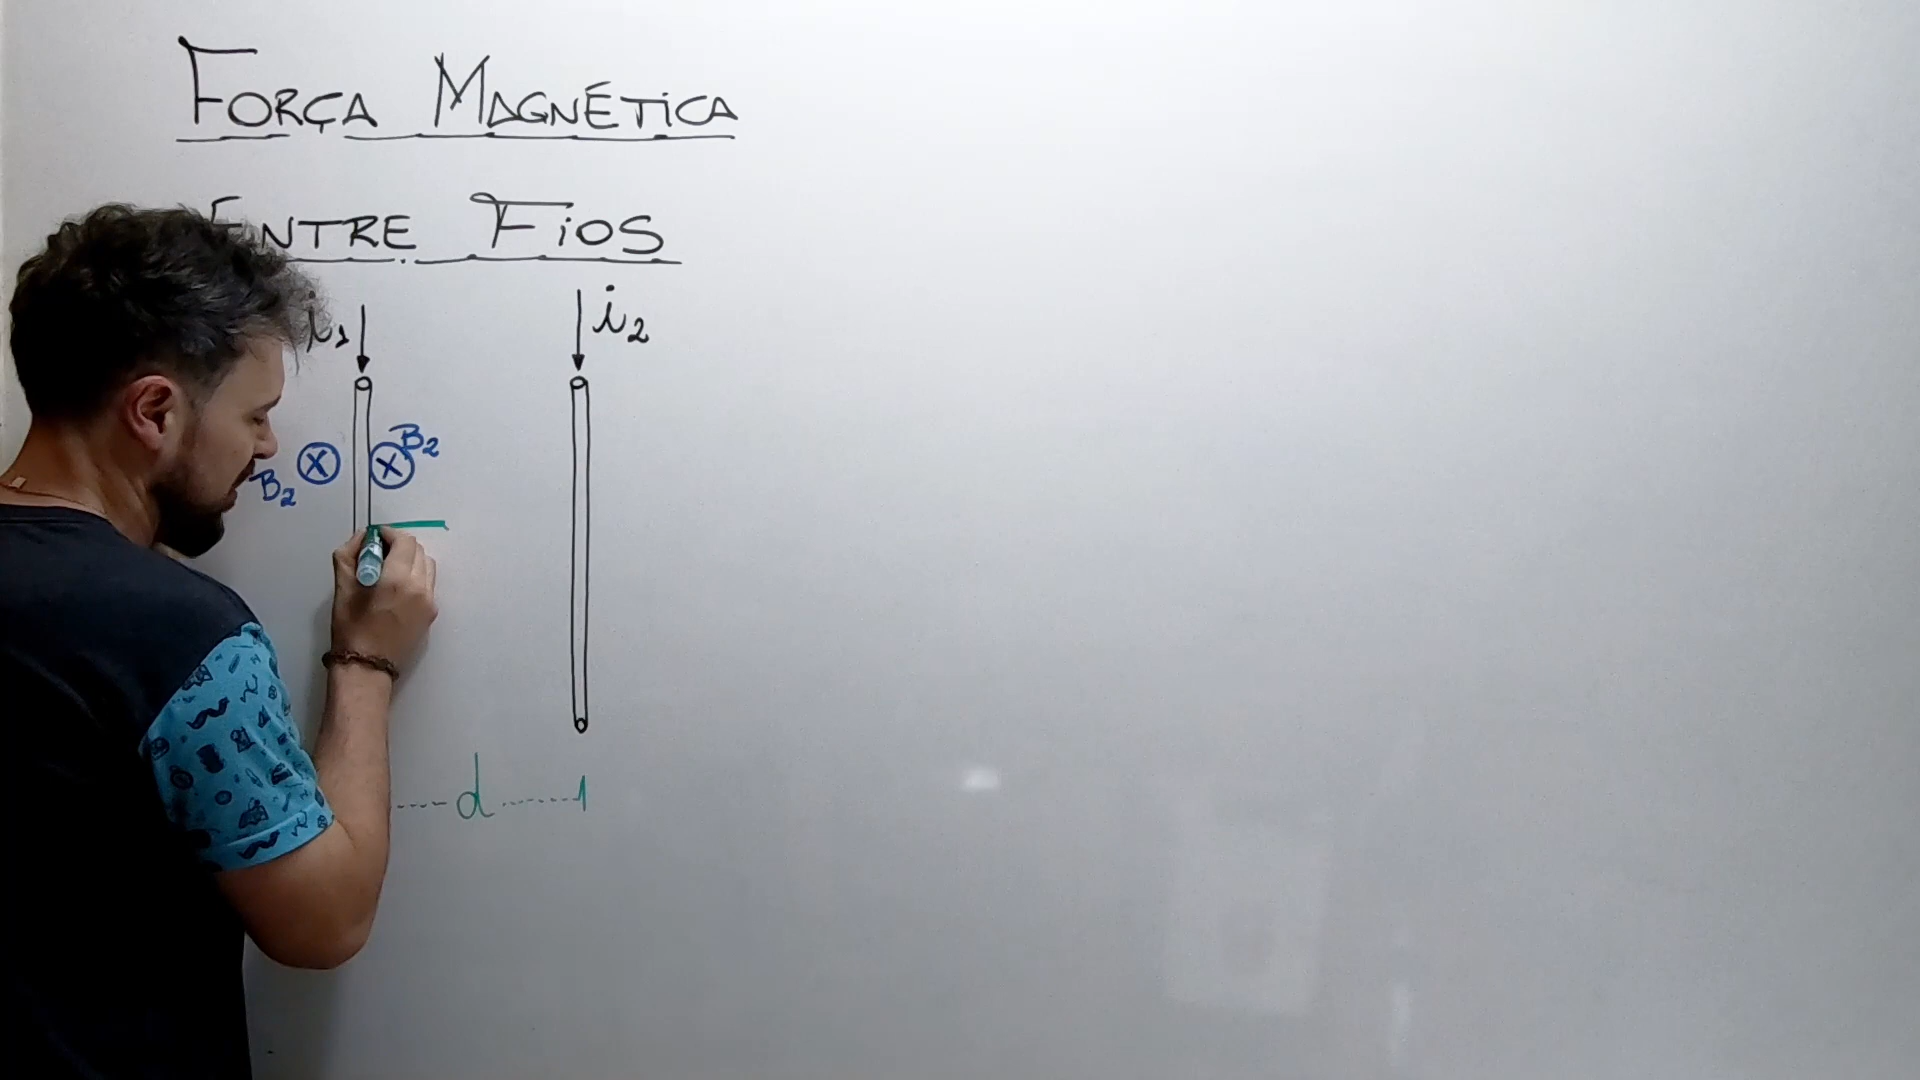 FORÇA MAGNÉTICA
ENTRE FIOS
i₁ i₂
B₂
B₂
d